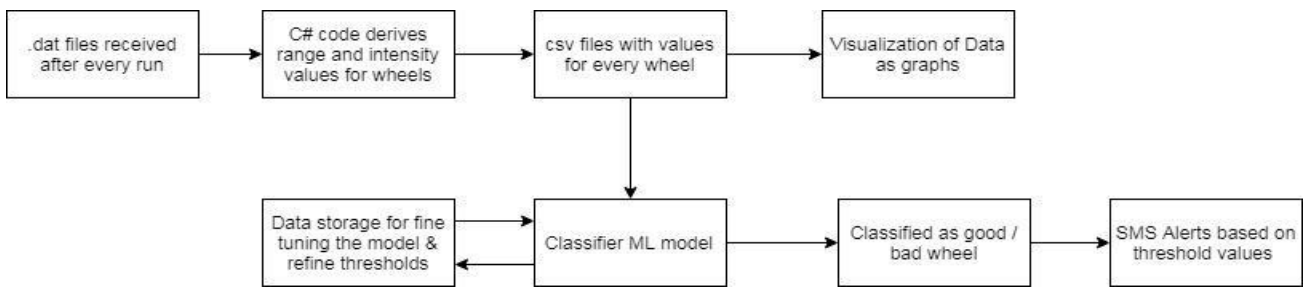 .dat files received
after every run
C# code derives
range and intensity
values for wheels
csv files with values
for every wheel
Visualization of Data
as graphs
Data storage for fine
tuning the model &
refine thresholds
Classifier ML model
Classified as good /
bad wheel
SMS Alerts based on
threshold values